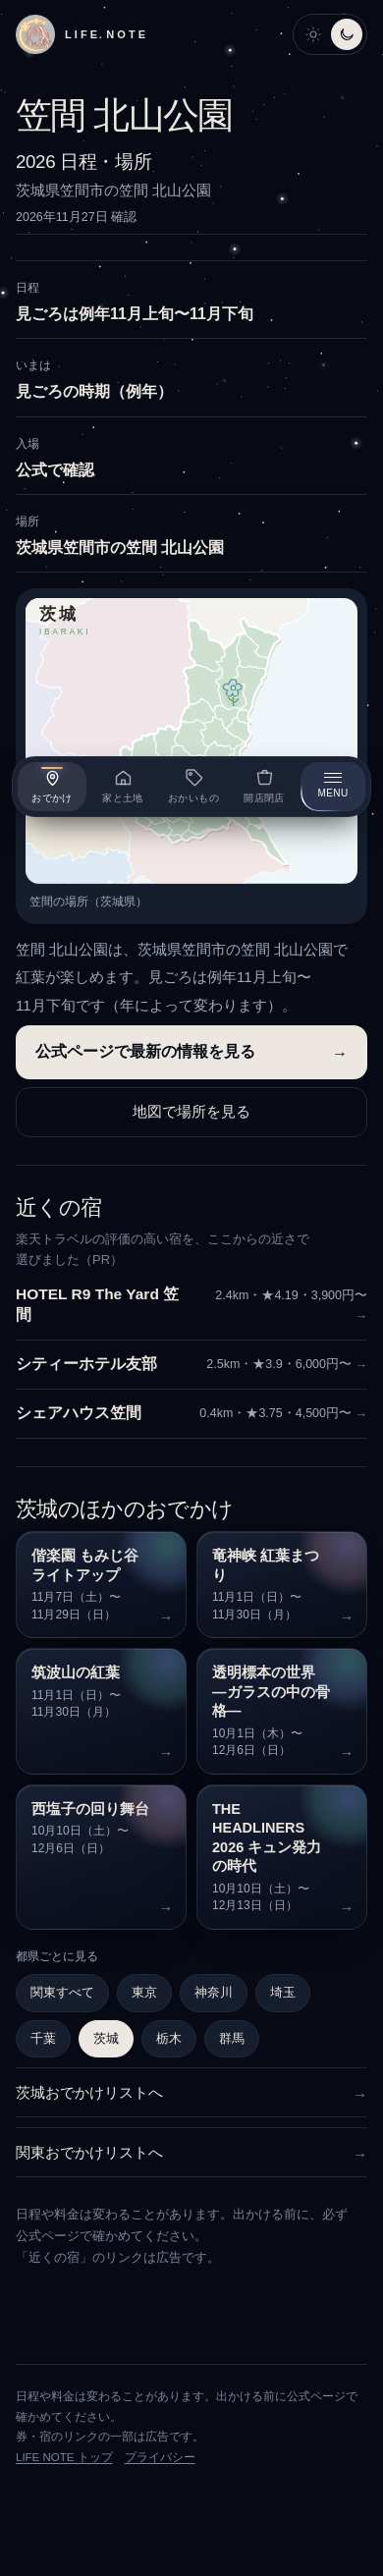 LIFE. NOTE
笠間 北山公園
2026 日程・場所
茨城県笠間市の笠間 北山公園
2026年11月27日 確認
日程
見ごろは例年11月上旬〜11月下旬
いまは
見ごろの時期（例年）
入場
公式で確認
場所
茨城県笠間市の笠間 北山公園
茨城
IBARAKI
おでかけ
家と土地
おかいもの
開店閉店
MENU
笠間の場所（茨城県）
笠間 北山公園は、茨城県笠間市の笠間 北山公園で
紅葉が楽しめます。見ごろは例年11月上旬〜
11月下旬です（年によって変わります）。
公式ページで最新の情報を見る →
地図で場所を見る
近くの宿
楽天トラベルの評価の高い宿を、ここからの近さで
選びました（PR）
HOTEL R9 The Yard 笠
間
2.4km・★4.19・3,900円〜
→
シティーホテル友部 2.5km・★3.9・6,000円〜 →
シェアハウス笠間 0.4km・★3.75・4,500円〜 →
茨城のほかのおでかけ
偕楽園 もみじ谷
ライトアップ
11月7日（土）〜
11月29日（日） →
竜神峡 紅葉まつ
り
11月1日（日）〜
11月30日（月） →
筑波山の紅葉
11月1日（日）〜
11月30日（月）
→
透明標本の世界
―ガラスの中の骨
格―
10月1日（木）〜
12月6日（日） →
西塩子の回り舞台
10月10日（土）〜
12月6日（日）
→
THE
HEADLINERS
2026 キュン発力
の時代
10月10日（土）〜
12月13日（日） →
都県ごとに見る
関東すべて 東京 神奈川 埼玉
千葉 茨城 栃木 群馬
茨城おでかけリストへ →
関東おでかけリストへ →
日程や料金は変わることがあります。出かける前に、必ず
公式ページで確かめてください。
「近くの宿」のリンクは広告です。
日程や料金は変わることがあります。出かける前に公式ページで
確かめてください。
券・宿のリンクの一部は広告です。
LIFE NOTE トップ プライバシー